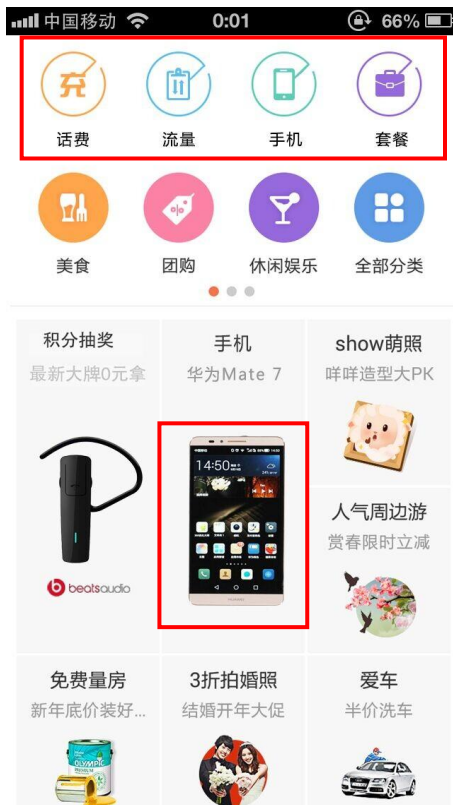 中国移动 0:01 66%
充
话费 流量 手机 套餐
美食 团购 休闲娱乐 全部分类
积分抽奖 手机 show萌照
最新大牌0元拿 华为Mate 7 咩咩造型大PK
14:50
人气周边游
赏春限时立减
beatsaudio
HUAWEI
免费量房 3折拍婚照 爱车
新年底价装好... 结婚开年大促 半价洗车
OLYMPIC